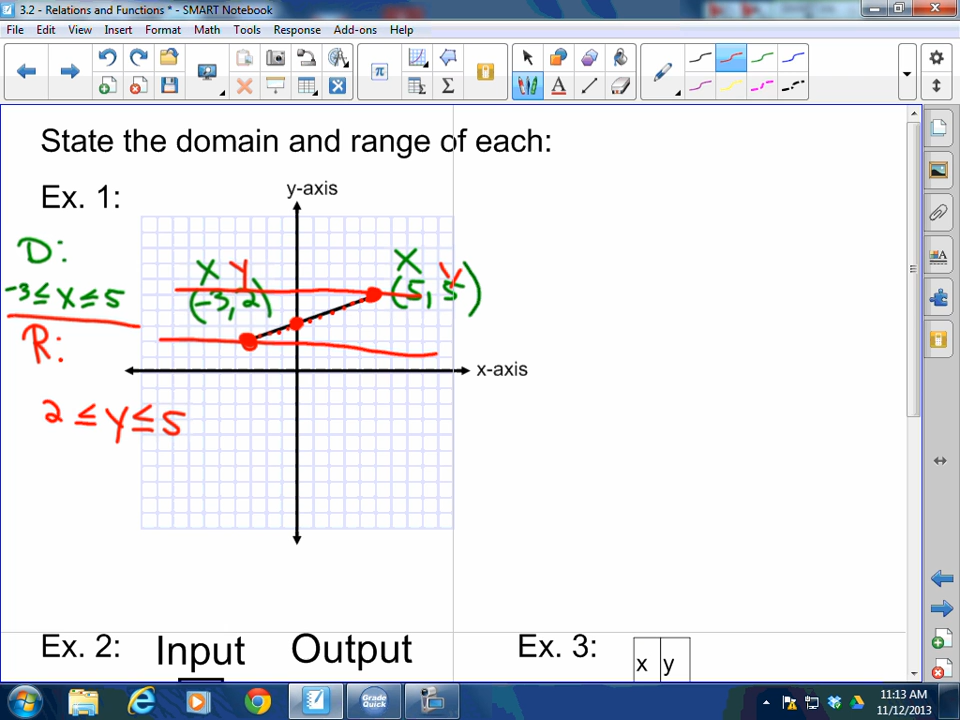 3.2 - Relations and Functions * - SMART Notebook
File Edit View Insert Format Math Tools Response Add-ons Help
State the domain and range of each:
Ex. 1:
y-axis
D:
X Y
X Y
(-3, 2)
(5, 5)
-3 ≤ X ≤ 5
R:
x-axis
2 ≤ Y ≤ 5
Ex. 2:
Input
Output
Ex. 3:
x y
Grade Quick
11:13 AM
11/12/2013